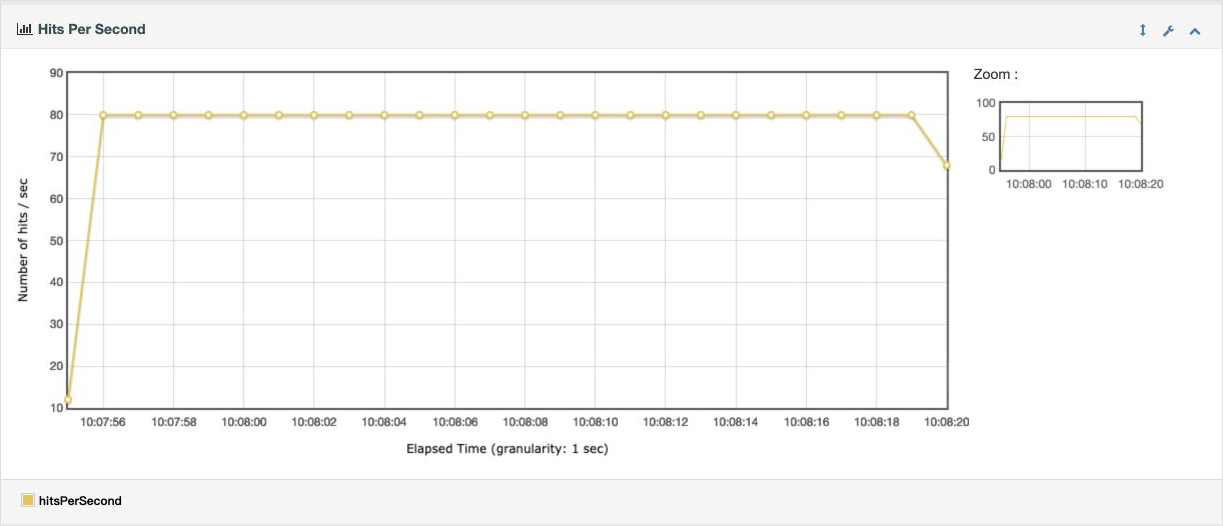 Hits Per Second
Zoom :
90
80
70
60
50
40
30
20
10
Number of hits / sec
10:07:56 10:07:58 10:08:00 10:08:02 10:08:04 10:08:06 10:08:08 10:08:10 10:08:12 10:08:14 10:08:16 10:08:18 10:08:20
Elapsed Time (granularity: 1 sec)
100
50
0
10:08:00 10:08:10 10:08:20
hitsPerSecond